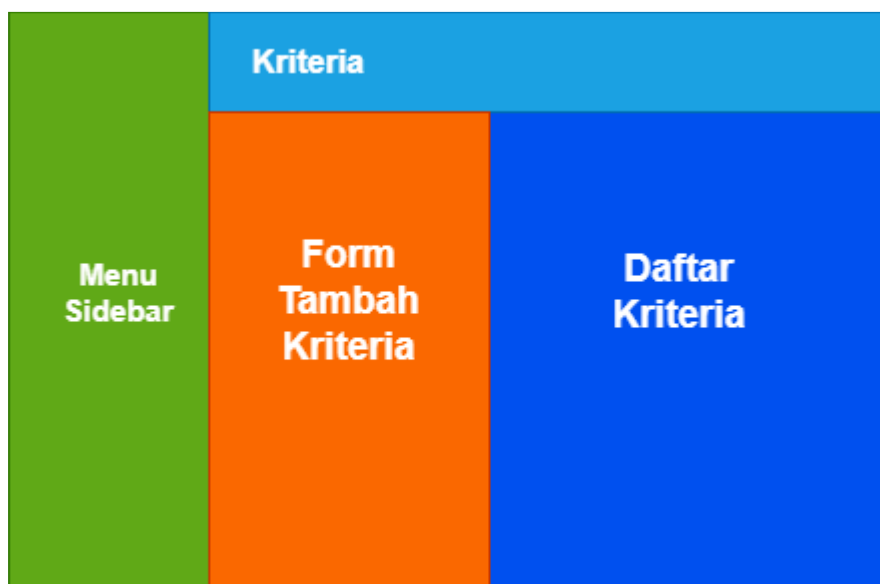 Kriteria
Menu
Sidebar
Form
Tambah
Kriteria
Daftar
Kriteria